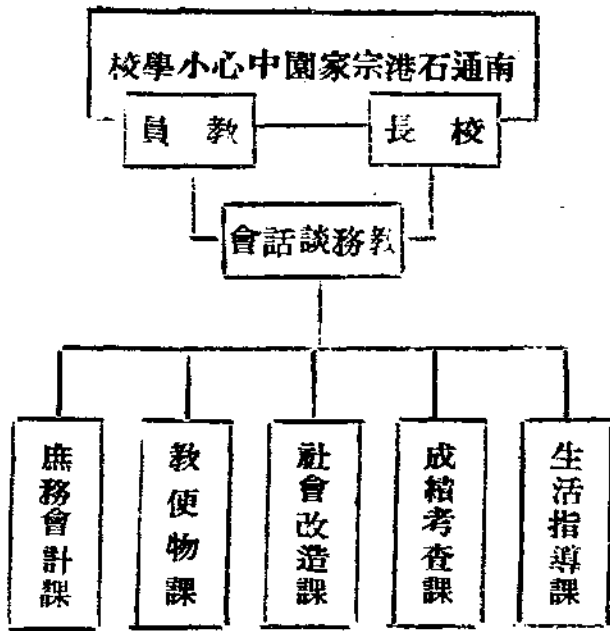 南通石港宗家園中心小學校
校長
教員
教務談話會
生活指導課
成績考查課
社會改造課
教便物課
庶務會計課